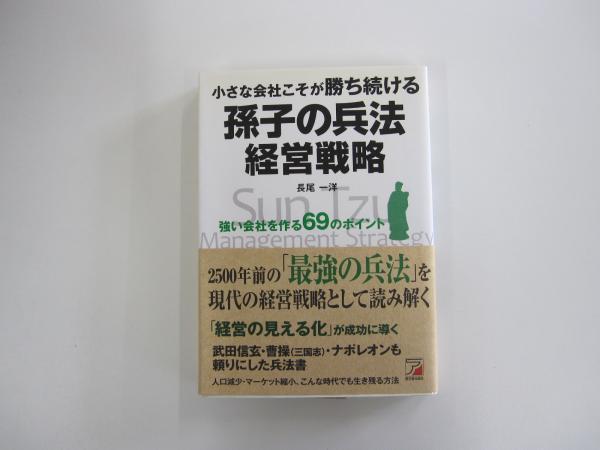 小さな会社こそが勝ち続ける
孫子の兵法
経営戦略
長尾 一洋
Sun Tzu
強い会社を作る69のポイント
Management Strategy
2500年前の「最強の兵法」を
現代の経営戦略として読み解く
「経営の見える化」が成功に導く
武田信玄・曹操(三国志)・ナポレオンも
頼りにした兵法書
人口減少・マーケット縮小、こんな時代でも生き残る方法